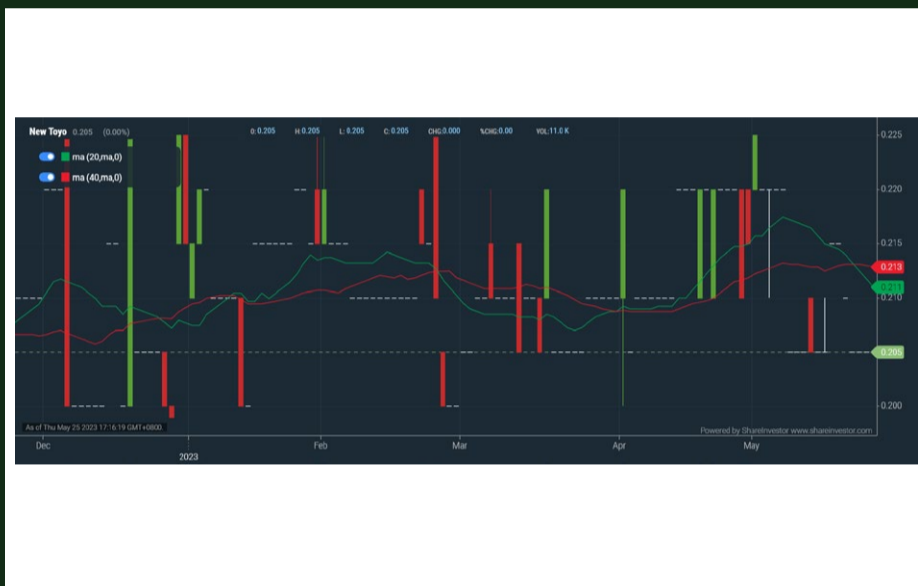 New Toyo 0.205 (0.00%) O: 0.205 H: 0.205 L: 0.205 C: 0.205 CHG:0.000 %CHG:0.00 VOL:11.0 K
ma (20,ma,0)
ma (40,ma,0)
0.225
0.220
0.215
0.213
0.211
0.210
0.205
0.200
As of Thu May 25 2023 17:16:19 GMT+0800
Powered by ShareInvestor www.shareinvestor.com
Dec Feb Mar Apr May
2023